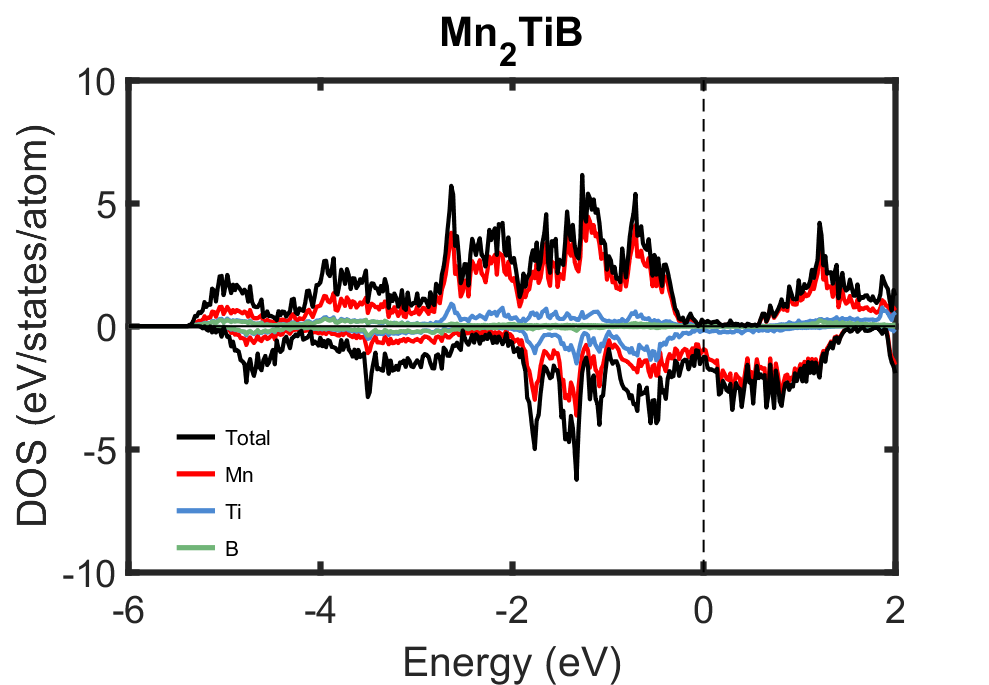 Mn₂TiB
10
5
0
-5
-10
DOS (eV/states/atom)
Total
Mn
Ti
B
-6 -4 -2 0 2
Energy (eV)